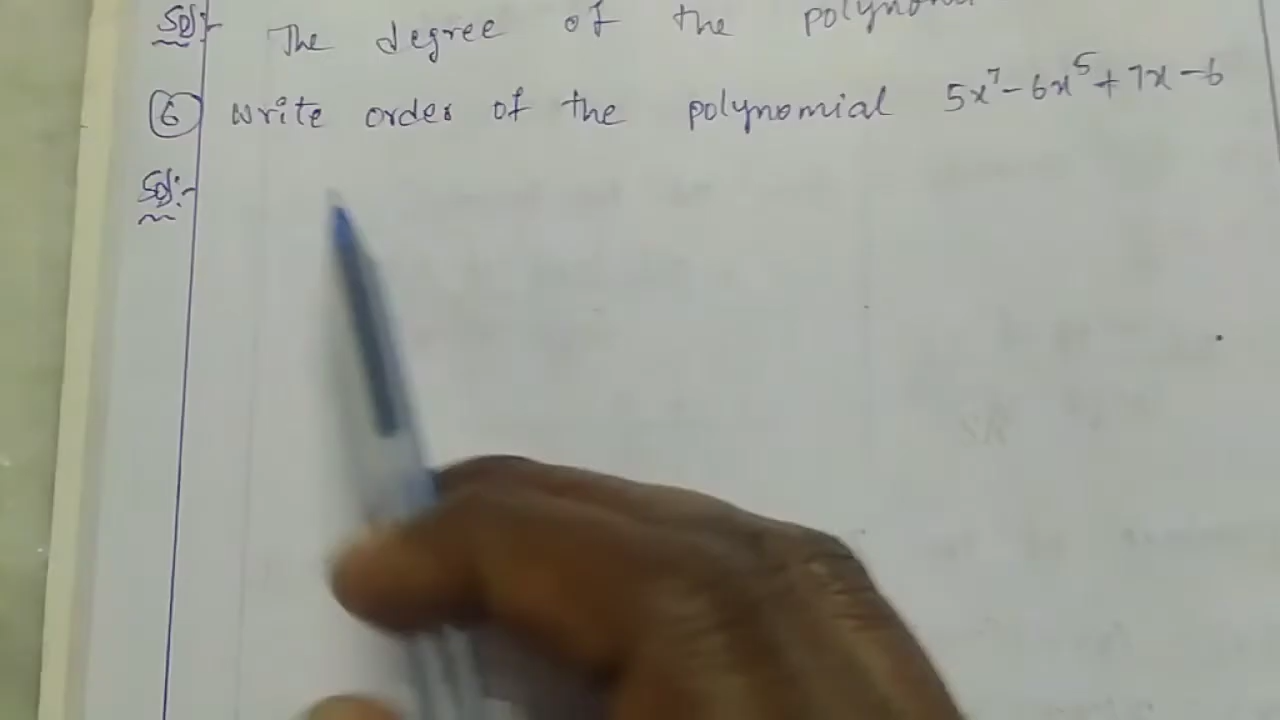 Sol:- The degree of the
⑥ Write order of the polynomial 5x⁷ - 6x⁵ + 7x - 6
Sol:-